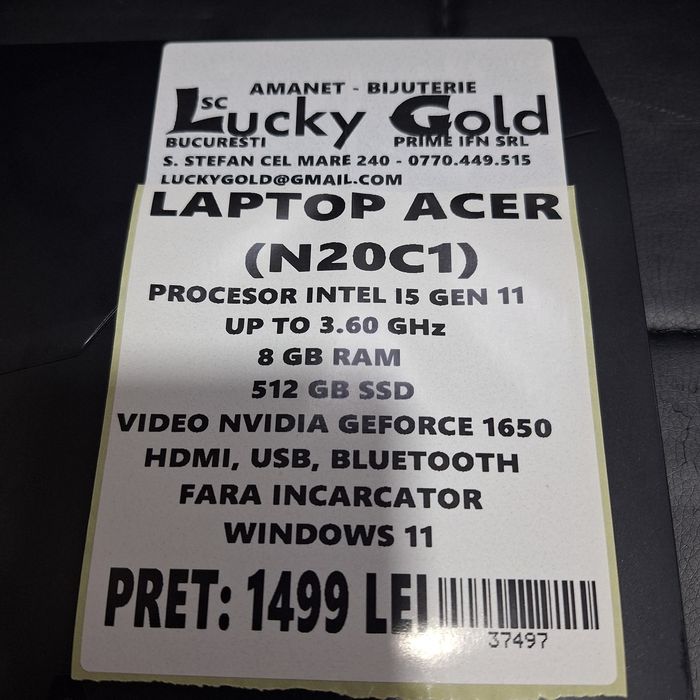 AMANET - BIJUTERIE
SC Lucky Gold
BUCURESTI PRIME IFN SRL
S. STEFAN CEL MARE 240 - 0770.449.515
LUCKYGOLD@GMAIL.COM
LAPTOP ACER
(N20C1)
PROCESOR INTEL I5 GEN 11
UP TO 3.60 GHz
8 GB RAM
512 GB SSD
VIDEO NVIDIA GEFORCE 1650
HDMI, USB, BLUETOOTH
FARA INCARCATOR
WINDOWS 11
PRET: 1499 LEI
37497